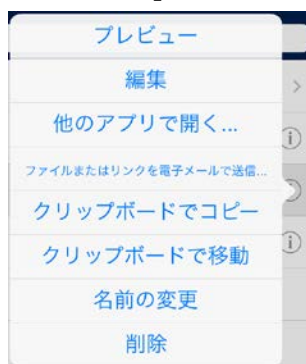 プレビュー
編集
他のアプリで開く...
ファイルまたはリンクを電子メールで送信...
クリップボードでコピー
クリップボードで移動
名前の変更
削除